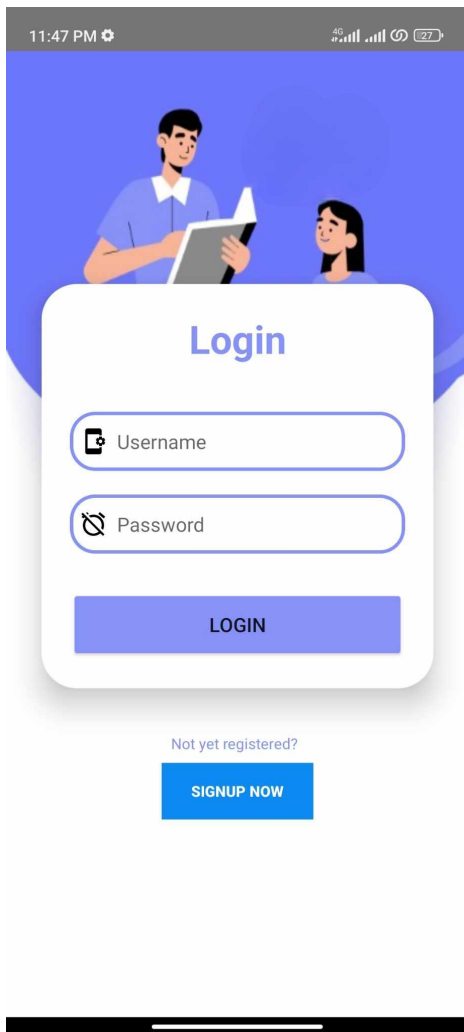 11:47 PM
4G
27
Login
Username
Password
LOGIN
Not yet registered?
SIGNUP NOW